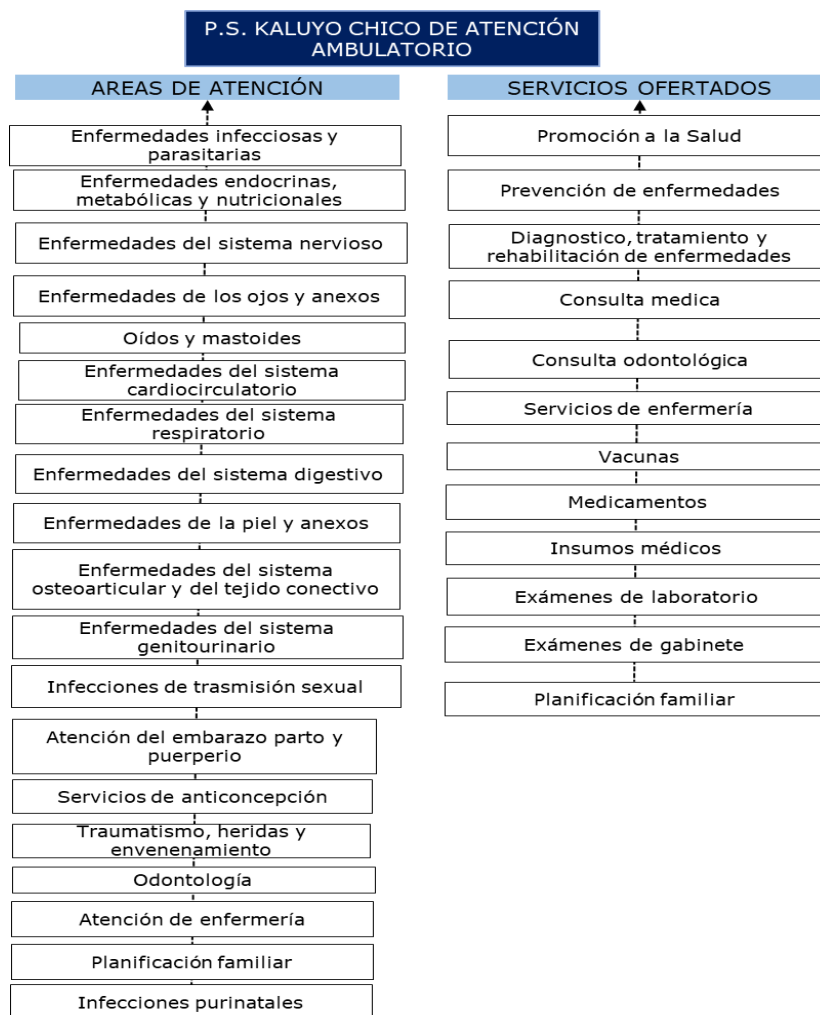 P.S. KALUYO CHICO DE ATENCIÓN
AMBULATORIO
AREAS DE ATENCIÓN
Enfermedades infecciosas y
parasitarias
Enfermedades endocrinas,
metabólicas y nutricionales
Enfermedades del sistema nervioso
Enfermedades de los ojos y anexos
Oídos y mastoides
Enfermedades del sistema
cardiocirculatorio
Enfermedades del sistema
respiratorio
Enfermedades del sistema digestivo
Enfermedades de la piel y anexos
Enfermedades del sistema
osteoarticular y del tejido conectivo
Enfermedades del sistema
genitourinario
Infecciones de trasmisión sexual
Atención del embarazo parto y
puerperio
Servicios de anticoncepción
Traumatismo, heridas y
envenenamiento
Odontología
Atención de enfermería
Planificación familiar
Infecciones purinatales
SERVICIOS OFERTADOS
Promoción a la Salud
Prevención de enfermedades
Diagnostico, tratamiento y
rehabilitación de enfermedades
Consulta medica
Consulta odontológica
Servicios de enfermería
Vacunas
Medicamentos
Insumos médicos
Exámenes de laboratorio
Exámenes de gabinete
Planificación familiar